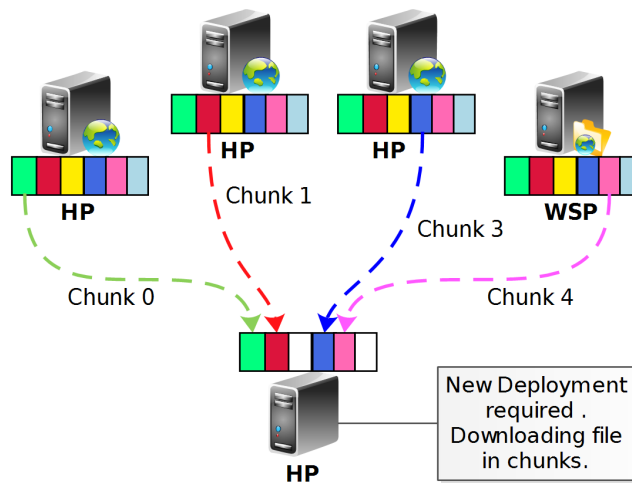 HP
HP
HP
WSP
Chunk 1
Chunk 3
Chunk 0
Chunk 4
New Deployment
required .
Downloading file
in chunks.
HP